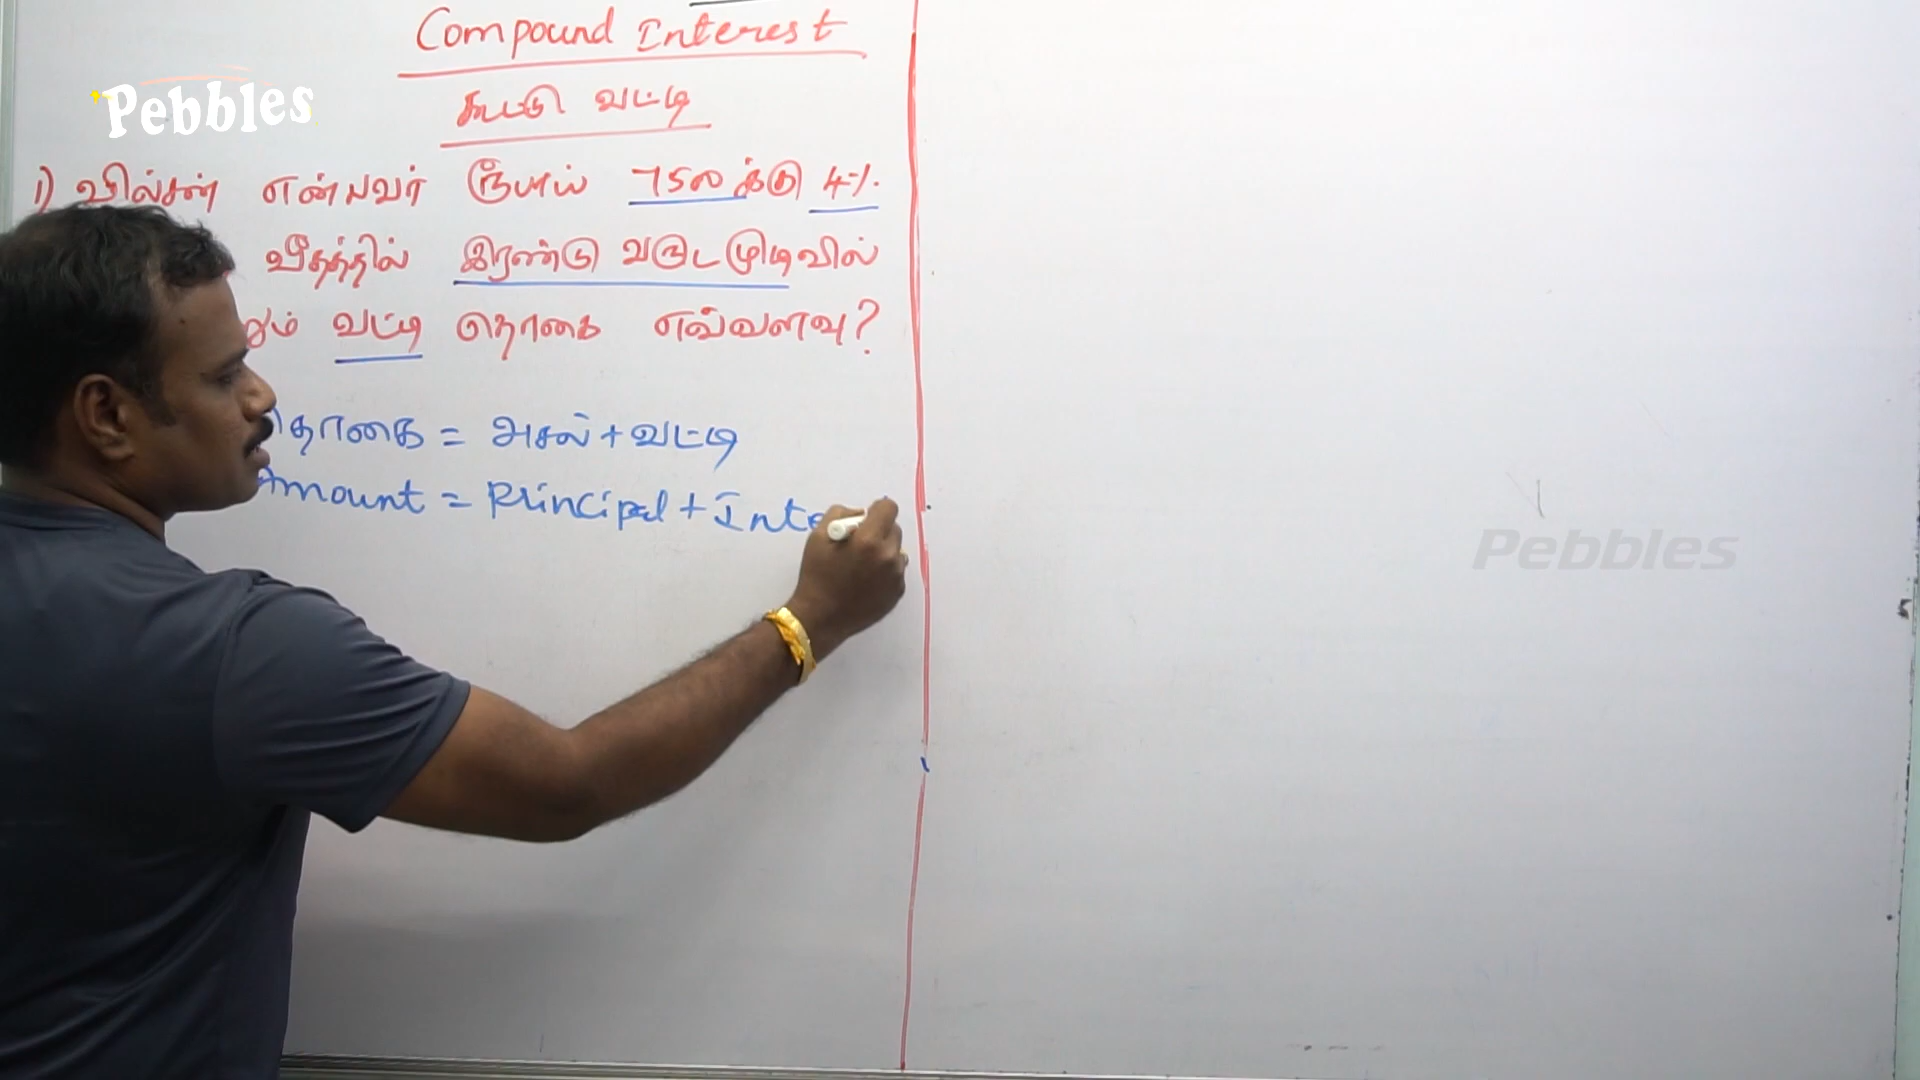 Compound Interest
Pebbles
கூட்டு வட்டி
1) வில்சன் என்பவர் ரூபாய் 7500க்கு 4%
வீதத்தில் இரண்டு வருட முடிவில்
வட்டி தொகை எவ்வளவு?
தொகை = அசல் + வட்டி
Amount = Principal + Inte
Pebbles